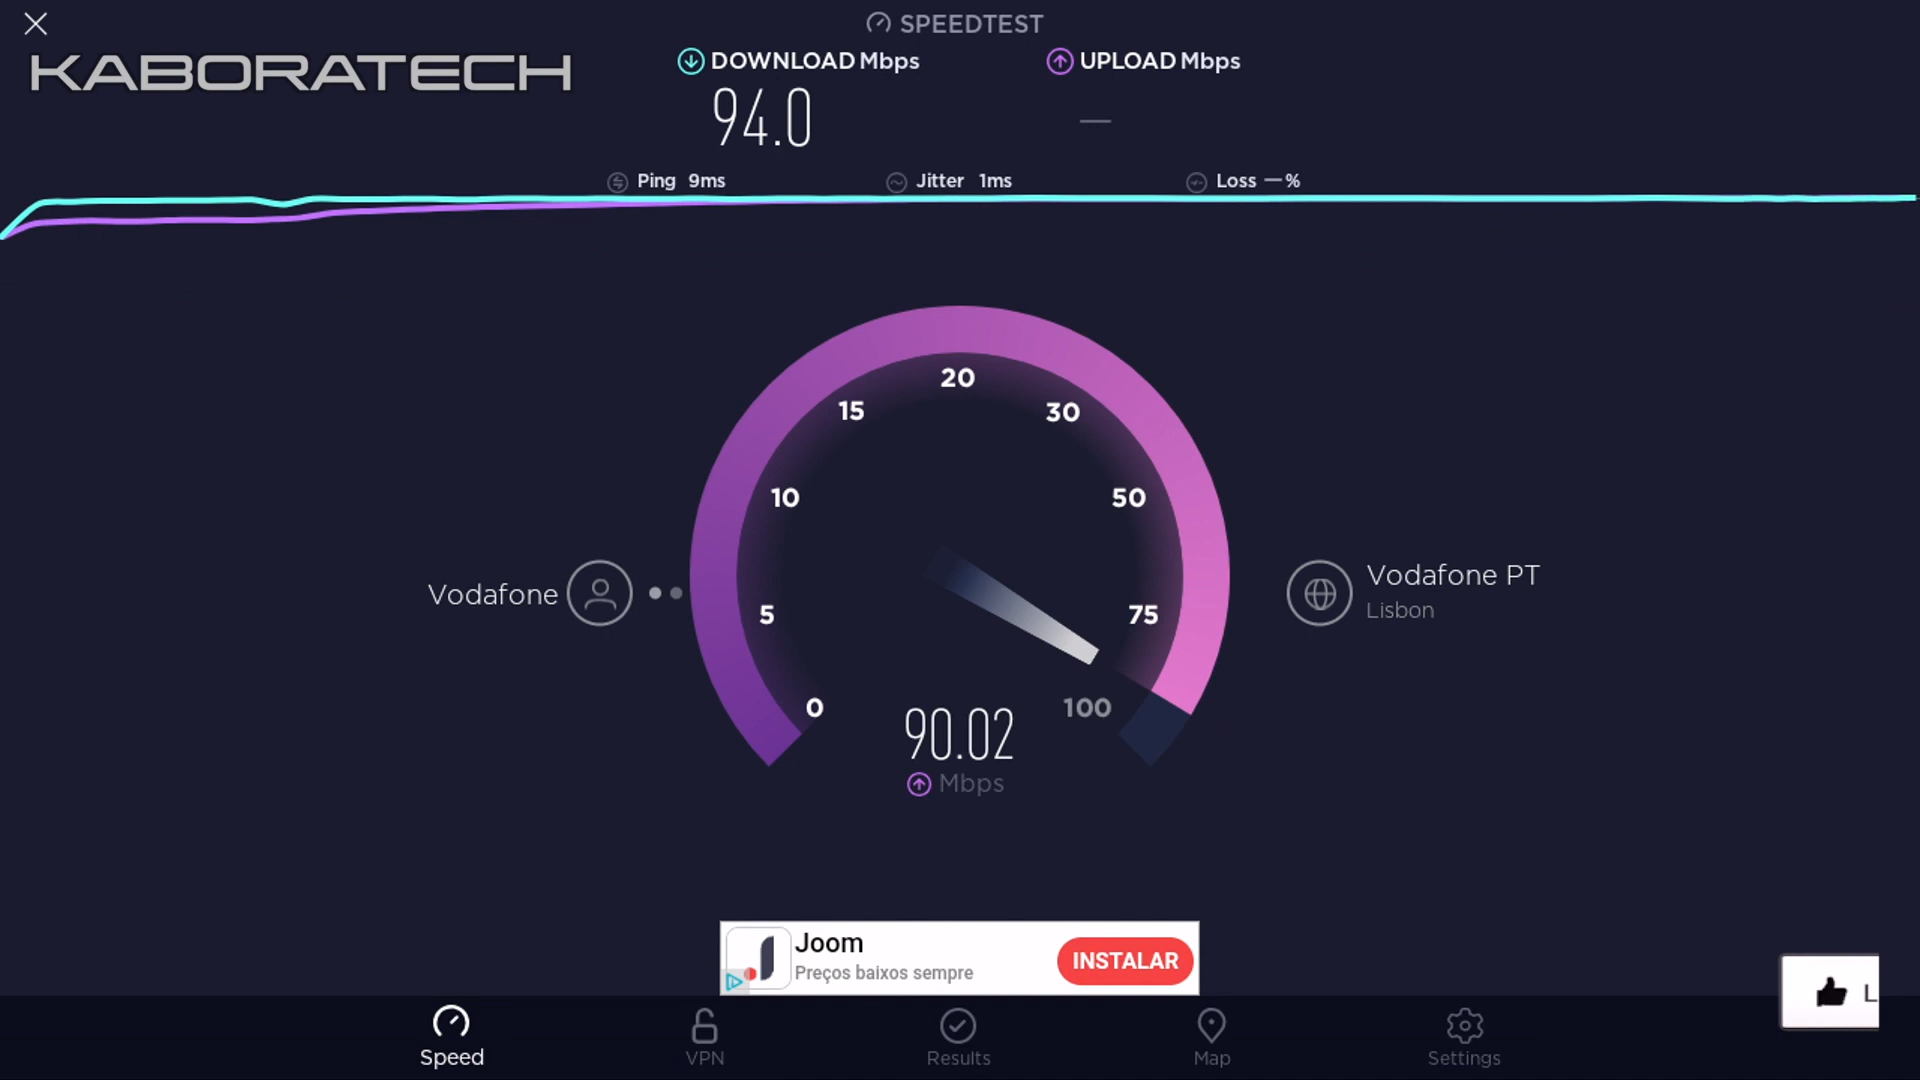 SPEEDTEST
KABORATECH
DOWNLOAD Mbps
94.0
UPLOAD Mbps
—
Ping 9ms
Jitter 1ms
Loss — %
20
15
30
10
50
5
75
0
100
90.02
Mbps
Vodafone
Vodafone PT
Lisbon
Joom
Preços baixos sempre
INSTALAR
L
Speed
VPN
Results
Map
Settings